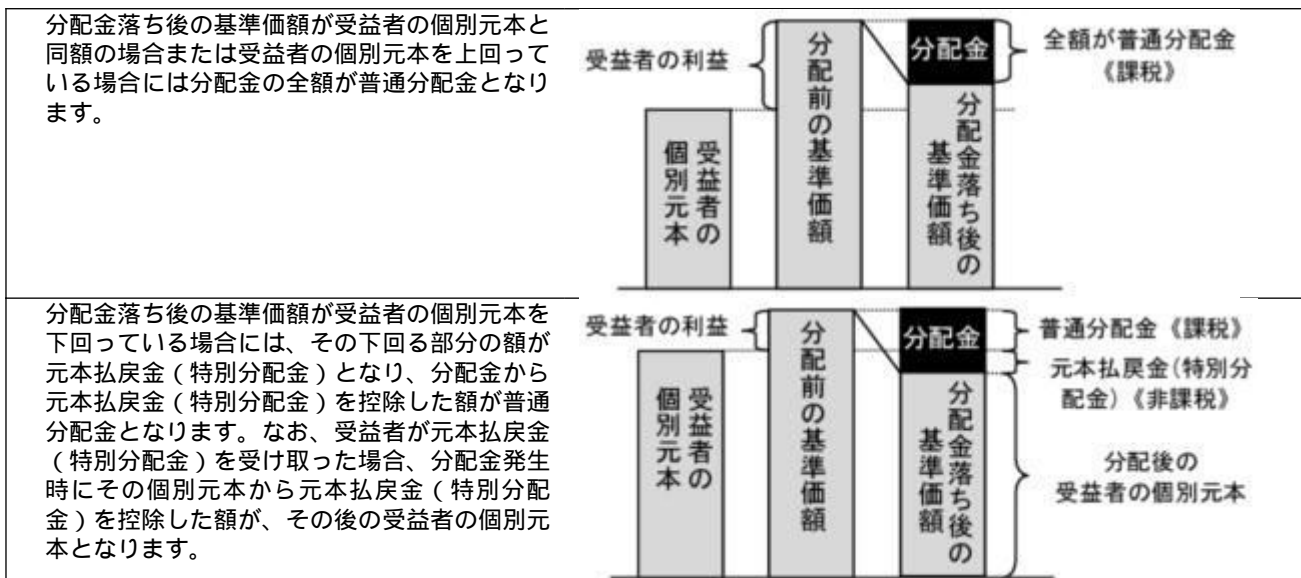 分配金落ち後の基準価額が受益者の個別元本と
同額の場合または受益者の個別元本を上回って
いる場合には分配金の全額が普通分配金となり
ます。
受益者の利益
受益者の
個別元本
分配前の基準価額
分配金
分配金落ち後の
基準価額
全額が普通分配金
《課税》
分配金落ち後の基準価額が受益者の個別元本を
下回っている場合には、その下回る部分の額が
元本払戻金（特別分配金）となり、分配金から
元本払戻金（特別分配金）を控除した額が普通
分配金となります。なお、受益者が元本払戻金
（特別分配金）を受け取った場合、分配金発生
時にその個別元本から元本払戻金（特別分配
金）を控除した額が、その後の受益者の個別元
本となります。
受益者の利益
受益者の
個別元本
分配前の基準価額
分配金
分配金落ち後の
基準価額
普通分配金《課税》
元本払戻金(特別分
配金)《非課税》
分配後の
受益者の個別元本